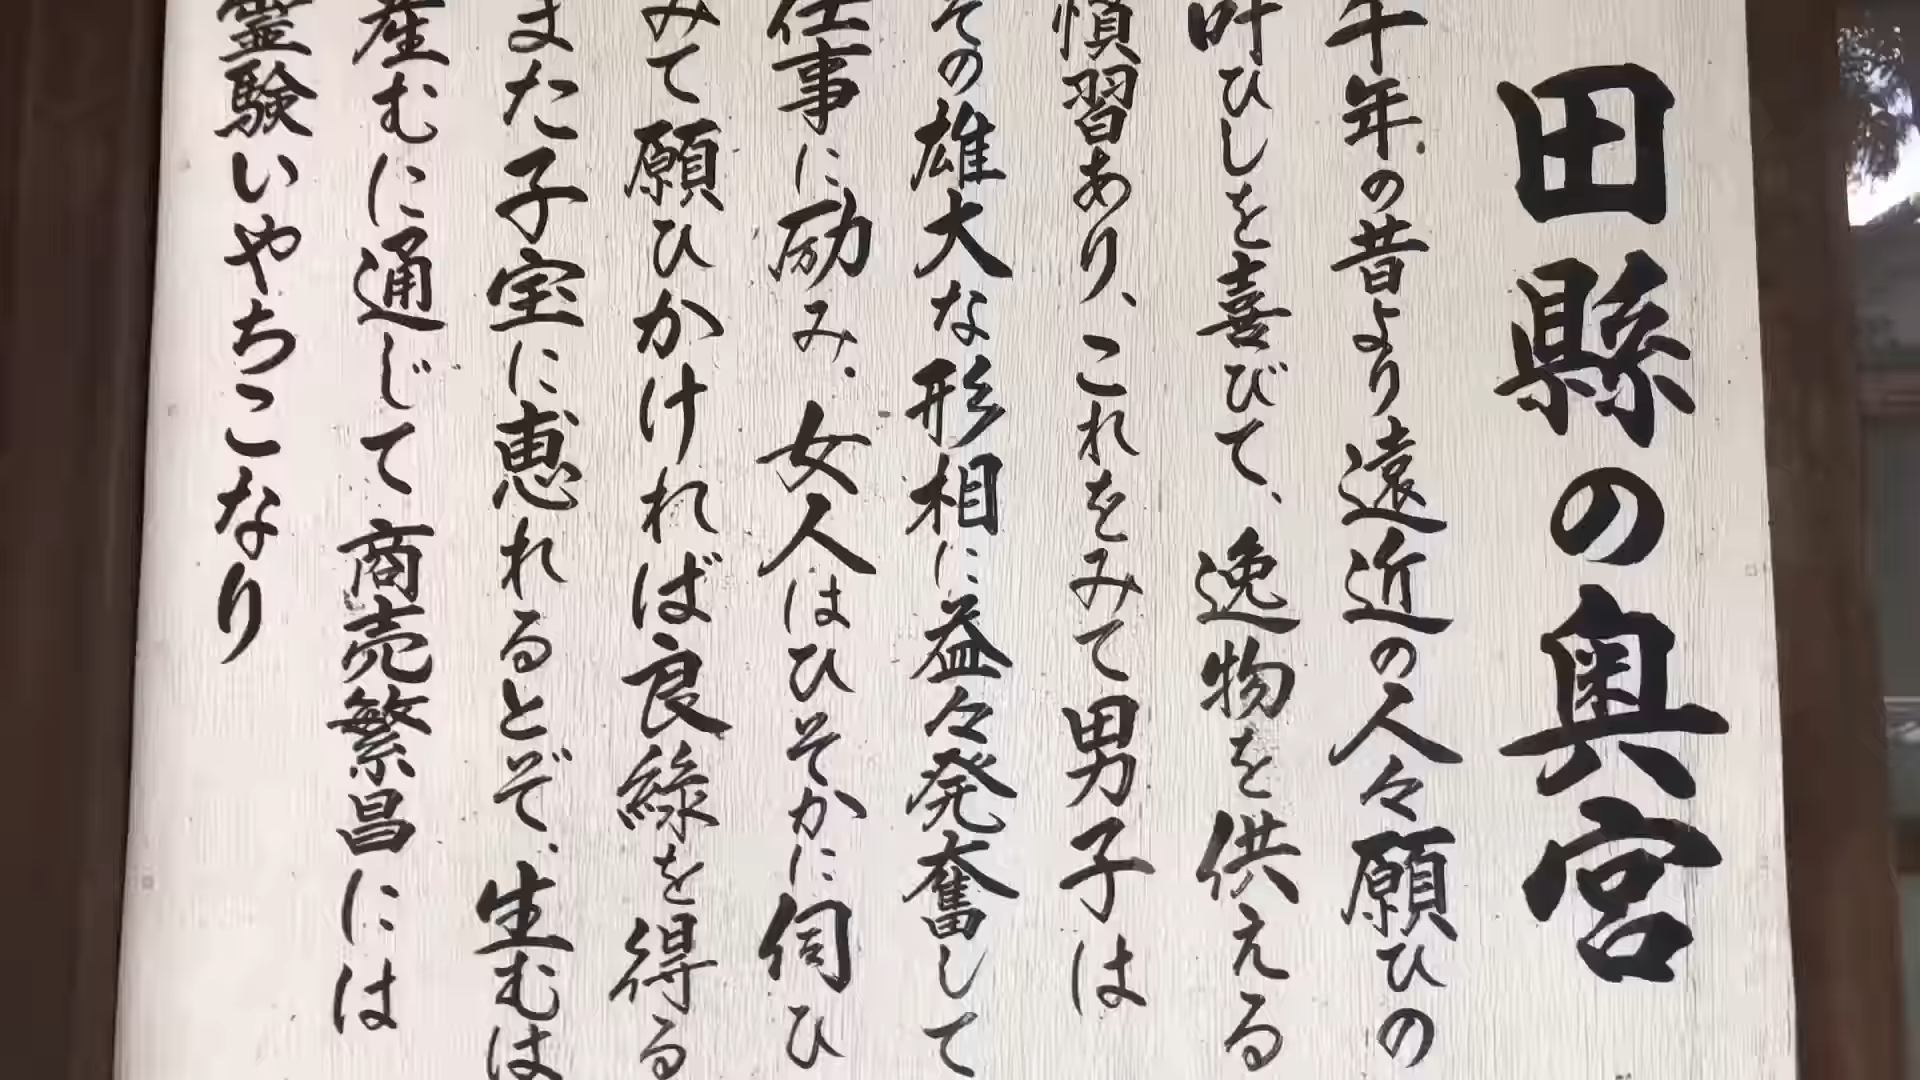 田縣の奥宮
千年の昔より遠近の人々願ひの
叶ひしを喜びて、逸物を供える
慣習あり、これをみて男子は
その雄大な形相に益々発奮して
仕事に励み、女人はひそかに伺ひ
みて願ひかければ良縁を得る
また子宝に恵れるとぞ、生むは
産むに通じて商売繁昌には
霊験いやちこなり